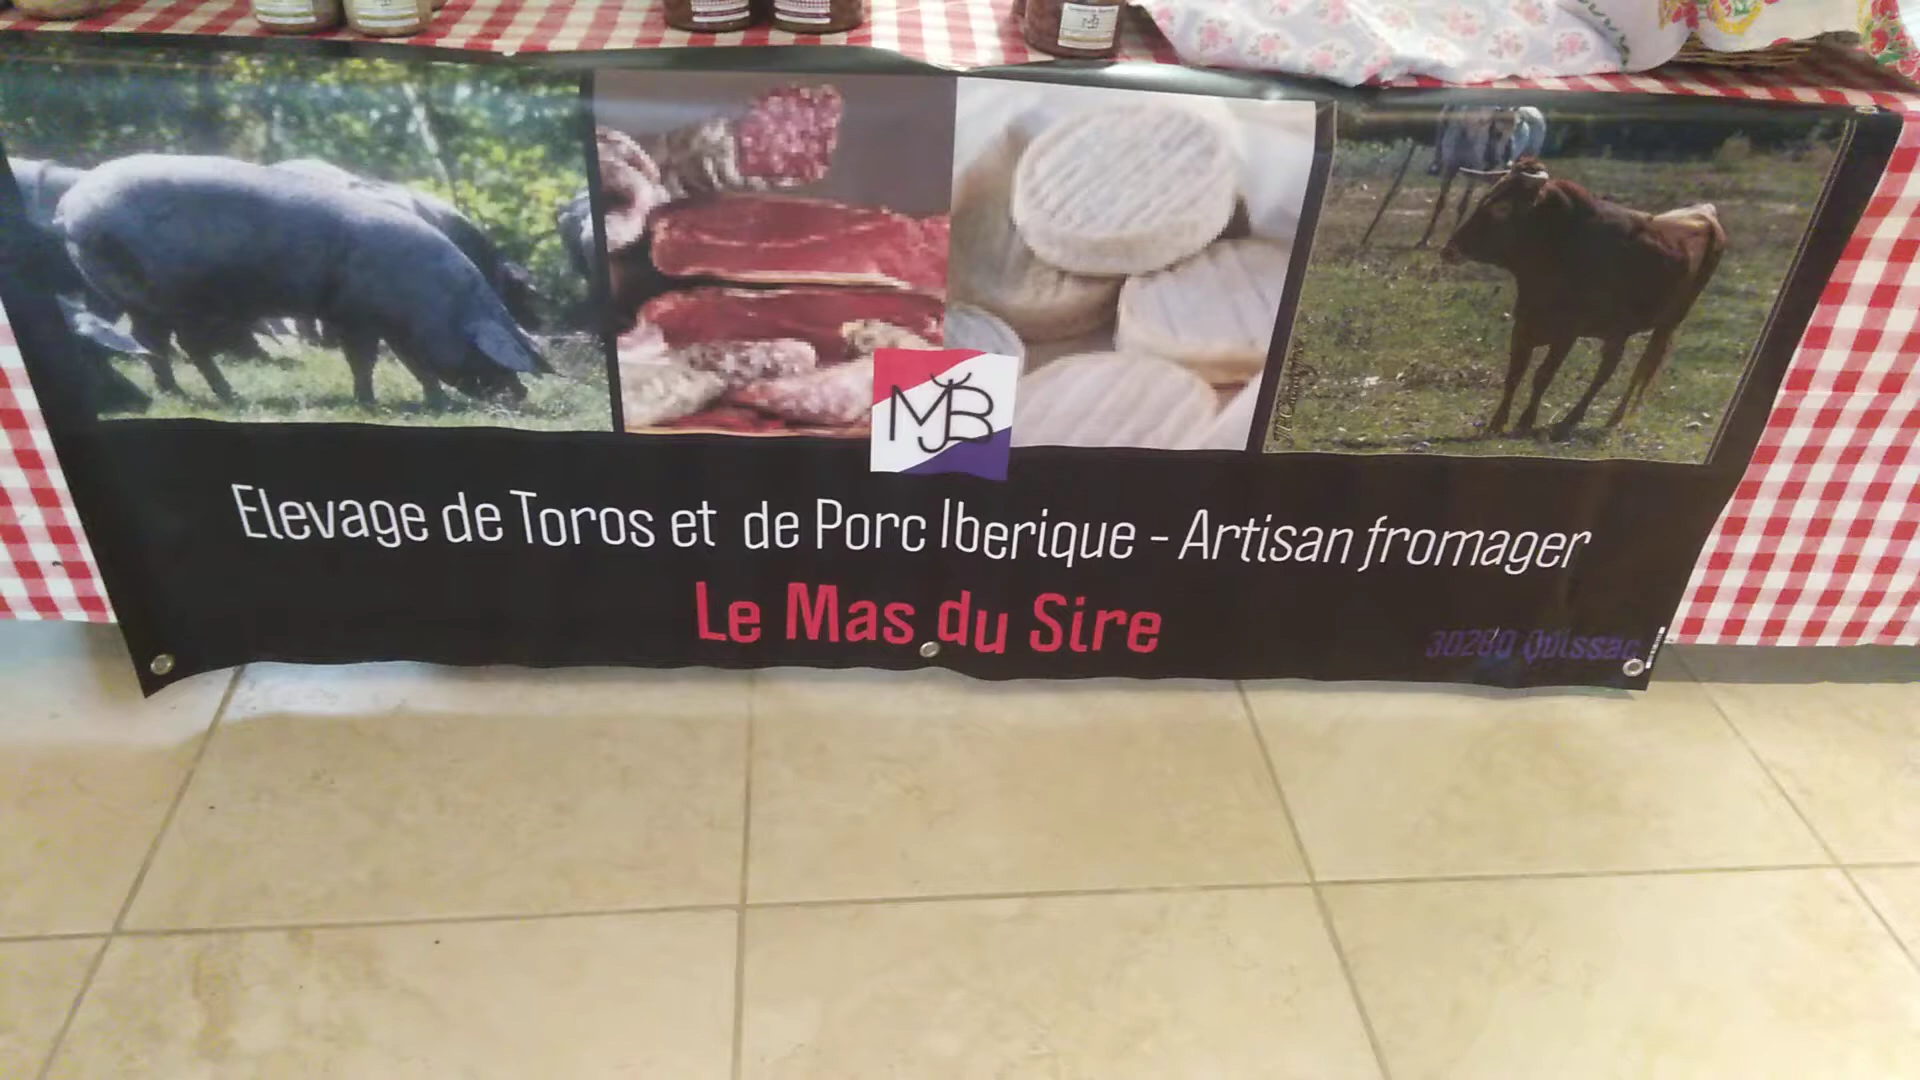 MJB
Elevage de Toros et de Porc Iberique - Artisan fromager
Le Mas du Sire
30260 Quissac